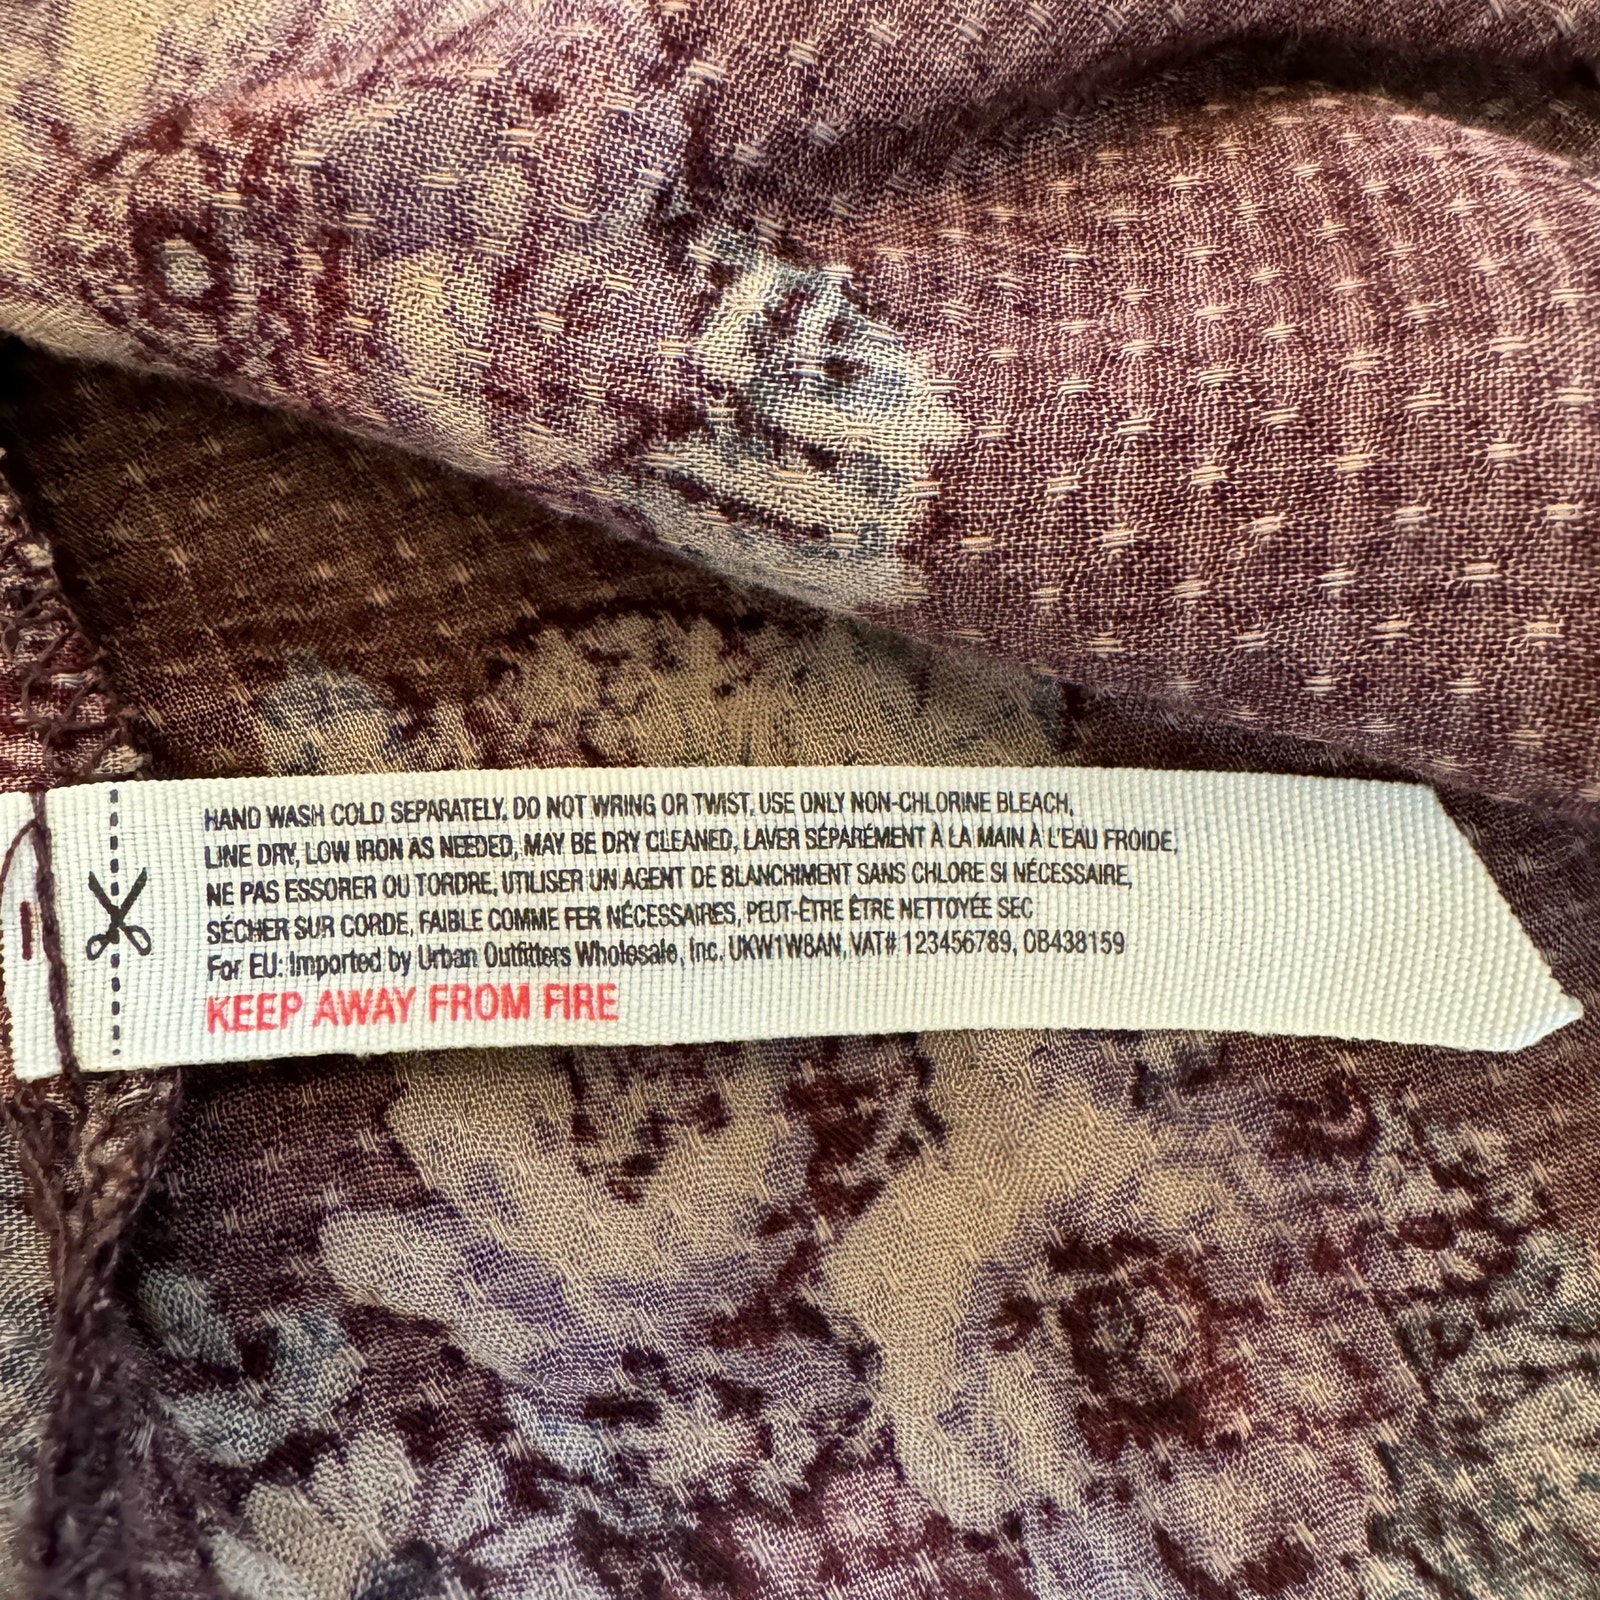 HAND WASH COLD SEPARATELY, DO NOT WRING OR TWIST, USE ONLY NON-CHLORINE BLEACH,
LINE DRY, LOW IRON AS NEEDED, MAY BE DRY CLEANED, LAVER SÉPARÉMENT À LA MAIN À L'EAU FROIDE,
NE PAS ESSORER OU TORDRE, UTILISER UN AGENT DE BLANCHIMENT SANS CHLORE SI NÉCESSAIRE,
SÉCHER SUR CORDE, FAIBLE COMME FER NÉCESSAIRES, PEUT-ÊTRE ÊTRE NETTOYÉE SEC
For EU: Imported by Urban Outfitters Wholesale, Inc. UKW1W8AN, VAT# 123456789, OB438159
KEEP AWAY FROM FIRE